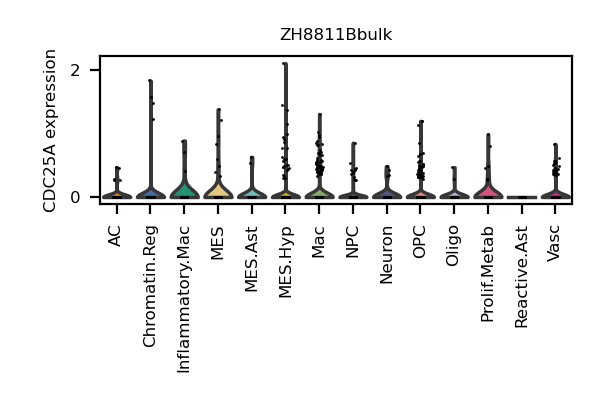 ZH8811Bbulk
CDC25A expression
2
0
AC
Chromatin.Reg
Inflammatory.Mac
MES
MES.Ast
MES.Hyp
Mac
NPC
Neuron
OPC
Oligo
Prolif.Metab
Reactive.Ast
Vasc